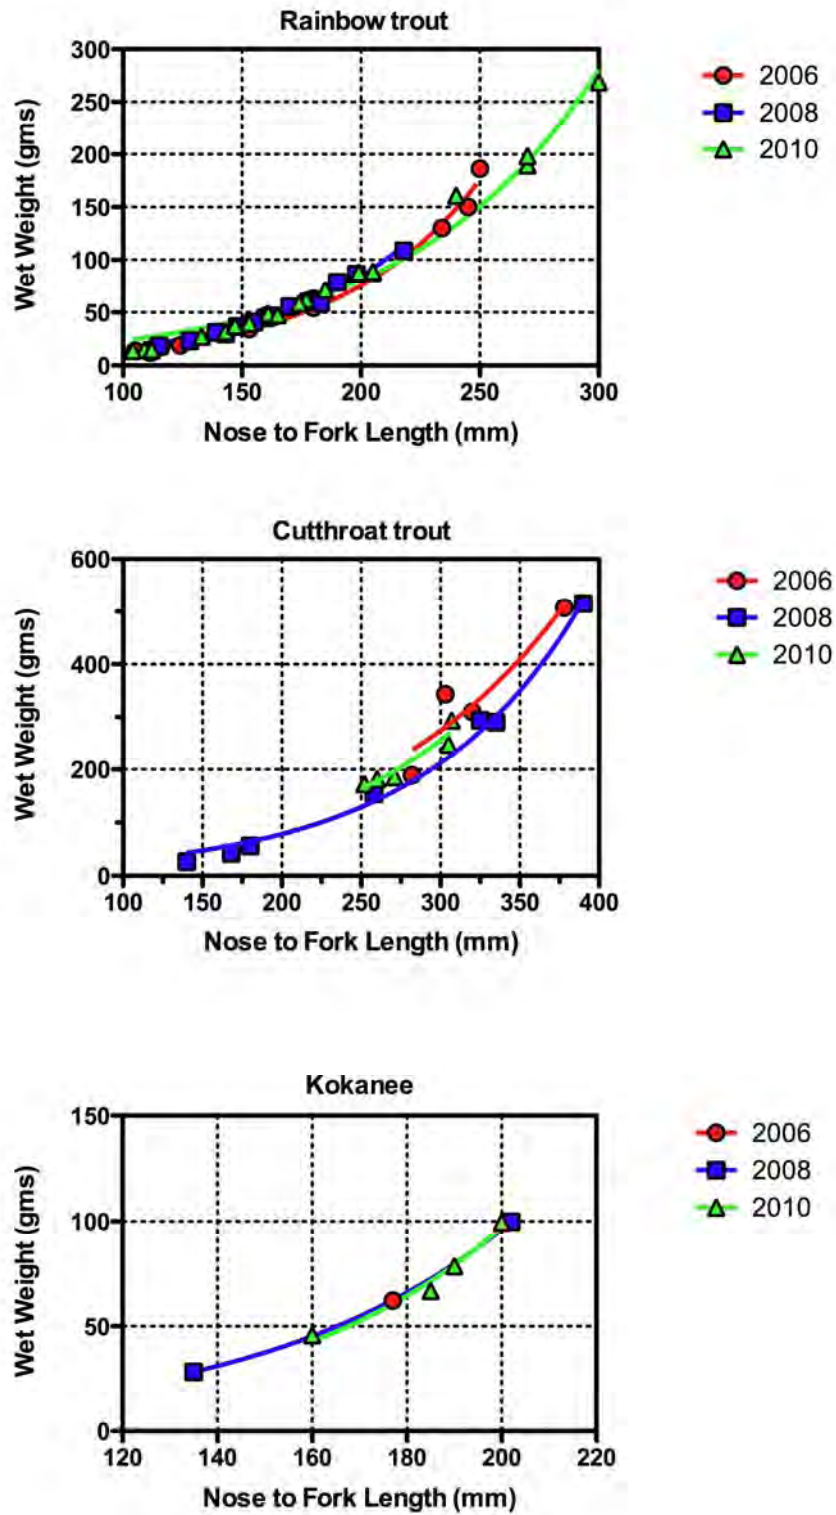 Rainbow trout
300
250
200
150
100
50
0
100 150 200 250 300
Wet Weight (gms)
Nose to Fork Length (mm)
2006
2008
2010
Cutthroat trout
600
400
200
0
100 150 200 250 300 350 400
Wet Weight (gms)
Nose to Fork Length (mm)
2006
2008
2010
Kokanee
150
100
50
0
120 140 160 180 200 220
Wet Weight (gms)
Nose to Fork Length (mm)
2006
2008
2010